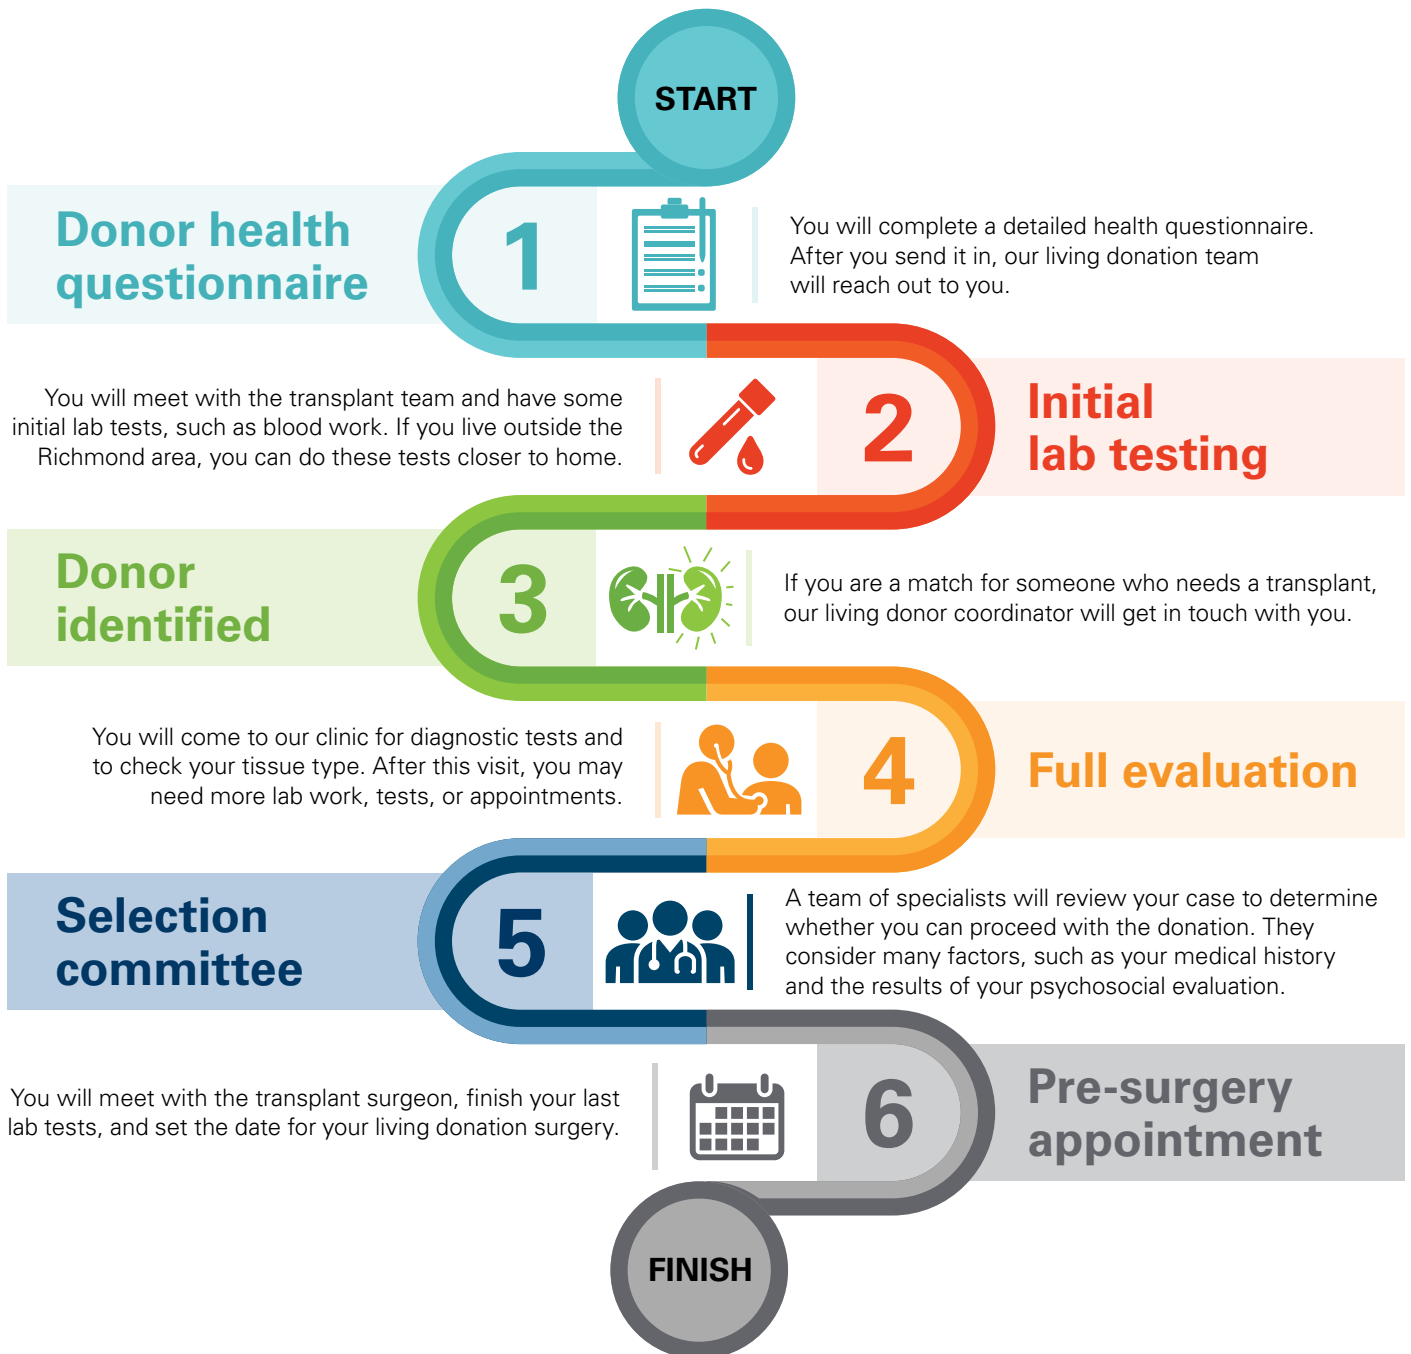 START
Donor health
questionnaire
1
You will complete a detailed health questionnaire.
After you send it in, our living donation team
will reach out to you.
You will meet with the transplant team and have some
initial lab tests, such as blood work. If you live outside the
Richmond area, you can do these tests closer to home.
2
Initial
lab testing
Donor
identified
3
If you are a match for someone who needs a transplant,
our living donor coordinator will get in touch with you.
You will come to our clinic for diagnostic tests and
to check your tissue type. After this visit, you may
need more lab work, tests, or appointments.
4
Full evaluation
Selection
committee
5
A team of specialists will review your case to determine
whether you can proceed with the donation. They
consider many factors, such as your medical history
and the results of your psychosocial evaluation.
You will meet with the transplant surgeon, finish your last
lab tests, and set the date for your living donation surgery.
6
Pre-surgery
appointment
FINISH